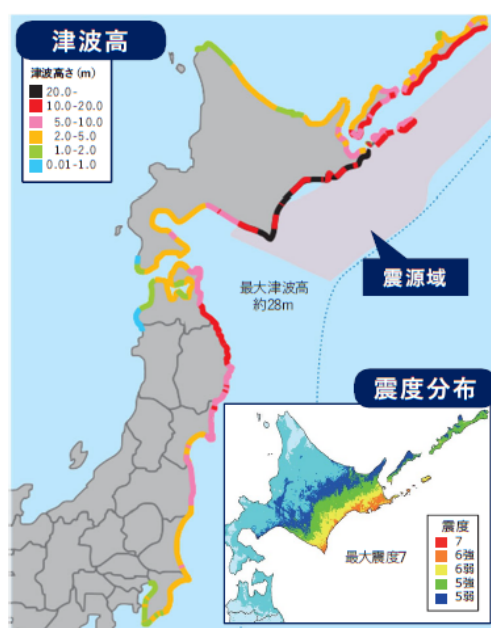 津波高
津波高さ(m)
20.0-
10.0-20.0
5.0-10.0
2.0-5.0
1.0-2.0
0.01-1.0
震源域
最大津波高
約28m
震度分布
最大震度7
震度
7
6強
6弱
5強
5弱